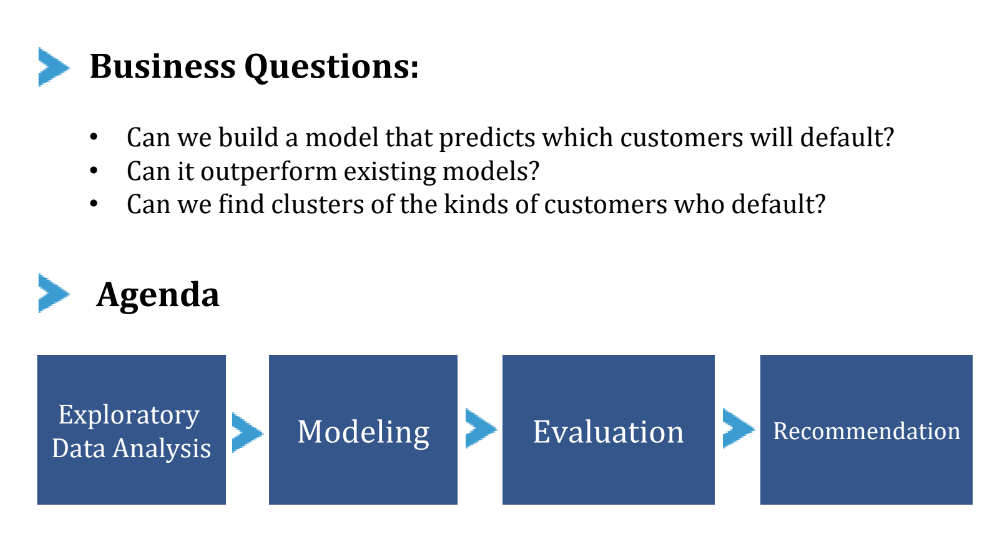 Business Questions:
• Can we build a model that predicts which customers will default?
• Can it outperform existing models?
• Can we find clusters of the kinds of customers who default?
Agenda
Exploratory
Data Analysis
Modeling
Evaluation
Recommendation